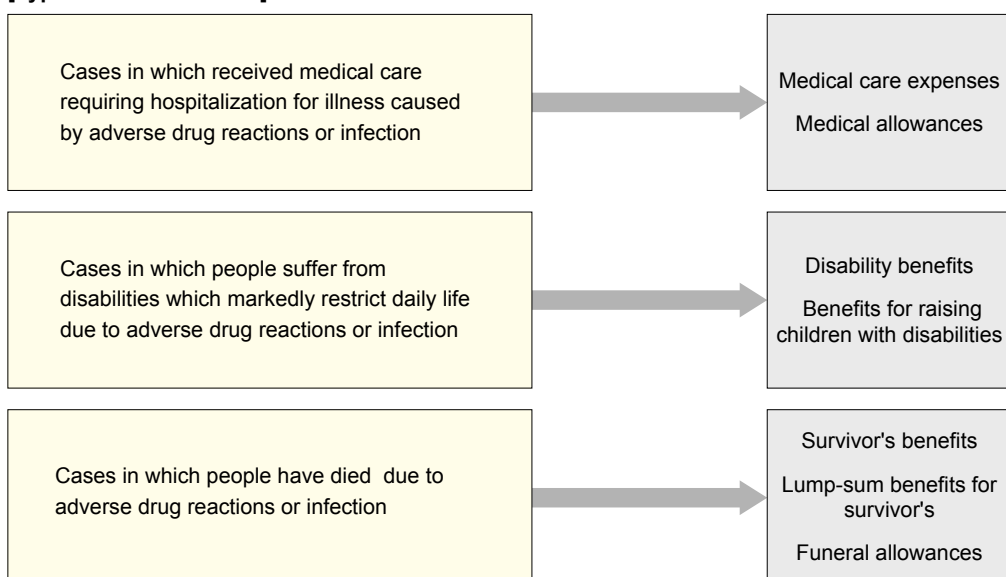 Cases in which received medical care
requiring hospitalization for illness caused
by adverse drug reactions or infection
Medical care expenses
Medical allowances
Cases in which people suffer from
disabilities which markedly restrict daily life
due to adverse drug reactions or infection
Disability benefits
Benefits for raising
children with disabilities
Cases in which people have died due to
adverse drug reactions or infection
Survivor's benefits
Lump-sum benefits for
survivor's
Funeral allowances